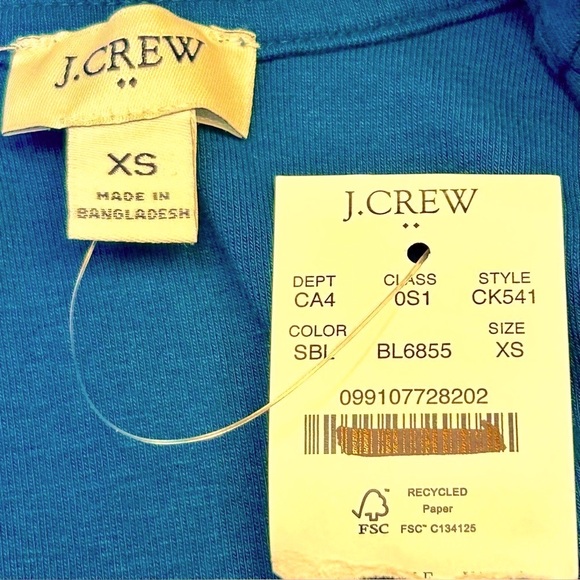 J.CREW
XS
MADE IN
BANGLADESH
J.CREW
DEPT CLASS STYLE
CA4 0S1 CK541
COLOR SIZE
SBL BL6855 XS
099107728202
RECYCLED
Paper
FSC FSC™ C134125